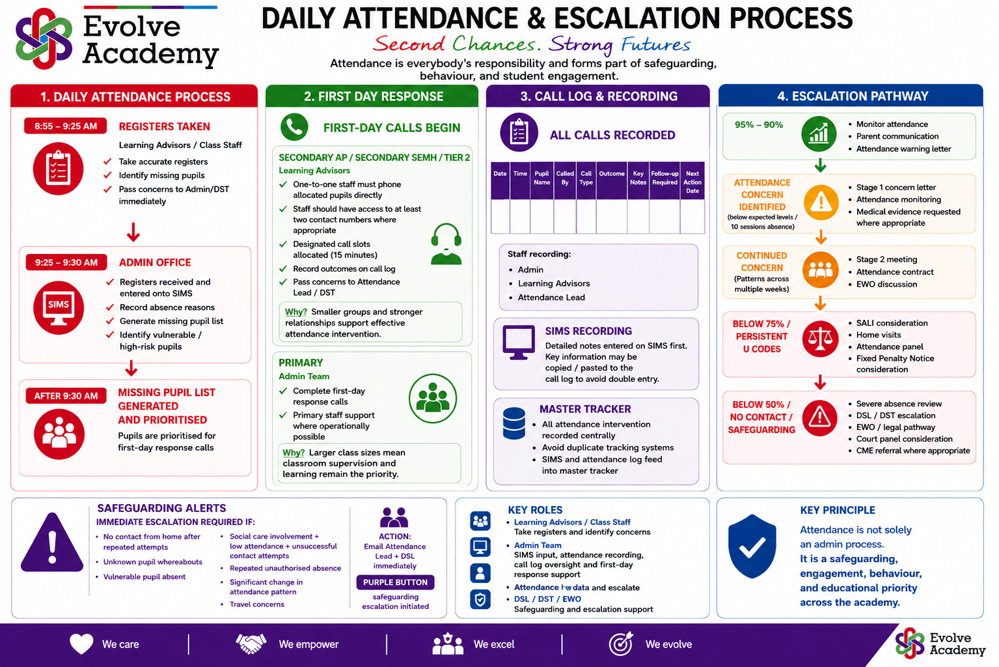 Evolve
Academy
DAILY ATTENDANCE & ESCALATION PROCESS
Second Chances. Strong Futures
Attendance is everybody's responsibility and forms part of safeguarding,
behaviour, and student engagement.
1. DAILY ATTENDANCE PROCESS
8:55 – 9:25 AM
REGISTERS TAKEN
Learning Advisors / Class Staff
Take accurate registers
Identify missing pupils
Pass concerns to Admin/DST
immediately
9:25 – 9:30 AM
ADMIN OFFICE
SIMS
Registers received and
entered onto SIMS
Record absence reasons
Generate missing pupil list
Identify vulnerable /
high-risk pupils
AFTER 9:30 AM
MISSING PUPIL LIST
GENERATED
AND PRIORITISED
Pupils are prioritised for
first-day response calls
2. FIRST DAY RESPONSE
FIRST-DAY CALLS BEGIN
SECONDARY AP / SECONDARY SEMH / TIER 2
Learning Advisors
One-to-one staff must phone
allocated pupils directly
Staff should have access to at least
two contact numbers where
appropriate
Designated call slots
allocated (15 minutes)
Record outcomes on call log
Pass concerns to Attendance
Lead / DST
Why? Smaller groups and stronger
relationships support effective
attendance intervention.
PRIMARY
Admin Team
Complete first-day
response calls
Primary staff support
where operationally
possible
Why? Larger class sizes mean
classroom supervision and
learning remain the priority.
3. CALL LOG & RECORDING
ALL CALLS RECORDED
Date
Time
Pupil
Name
Called
By
Call
Type
Outcome
Key
Notes
Follow-up
Required
Next
Action
Date
Staff recording:
• Admin
• Learning Advisors
• Attendance Lead
SIMS RECORDING
Detailed notes entered on SIMS first.
Key information may be
copied / pasted to the
call log to avoid double entry.
MASTER TRACKER
• All attendance intervention
recorded centrally
• Avoid duplicate tracking systems
• SIMS and attendance log feed
into master tracker
4. ESCALATION PATHWAY
95% – 90%
• Monitor attendance
• Parent communication
• Attendance warning letter
ATTENDANCE
CONCERN
IDENTIFIED
(below expected levels /
10 sessions absence)
• Stage 1 concern letter
• Attendance monitoring
• Medical evidence requested
where appropriate
CONTINUED
CONCERN
(Patterns across
multiple weeks)
• Stage 2 meeting
• Attendance contract
• EWO discussion
BELOW 75% /
PERSISTENT
U CODES
• SALI consideration
• Home visits
• Attendance panel
• Fixed Penalty Notice
consideration
BELOW 50% /
NO CONTACT /
SAFEGUARDING
• Severe absence review
• DSL / DST escalation
• EWO / legal pathway
• Court panel consideration
• CME referral where appropriate
SAFEGUARDING ALERTS
IMMEDIATE ESCALATION REQUIRED IF:
• No contact from home after
repeated attempts
• Unknown pupil whereabouts
• Vulnerable pupil absent
• Social care involvement +
low attendance + unsuccessful
contact attempts
• Repeated unauthorised absence
• Significant change in
attendance pattern
• Travel concerns
ACTION:
Email Attendance
Lead + DSL
immediately
PURPLE BUTTON
safeguarding
escalation initiated
KEY ROLES
• Learning Advisors / Class Staff
Take registers and identify concerns
• Admin Team
SIMS input, attendance recording,
call log oversight and first-day
response support
• Attendance data and escalate
• DSL / DST / EWO
Safeguarding and escalation support
KEY PRINCIPLE
Attendance is not solely
an admin process.
It is a safeguarding,
engagement, behaviour,
and educational priority
across the academy.
We care
We empower
We excel
We evolve
Evolve
Academy